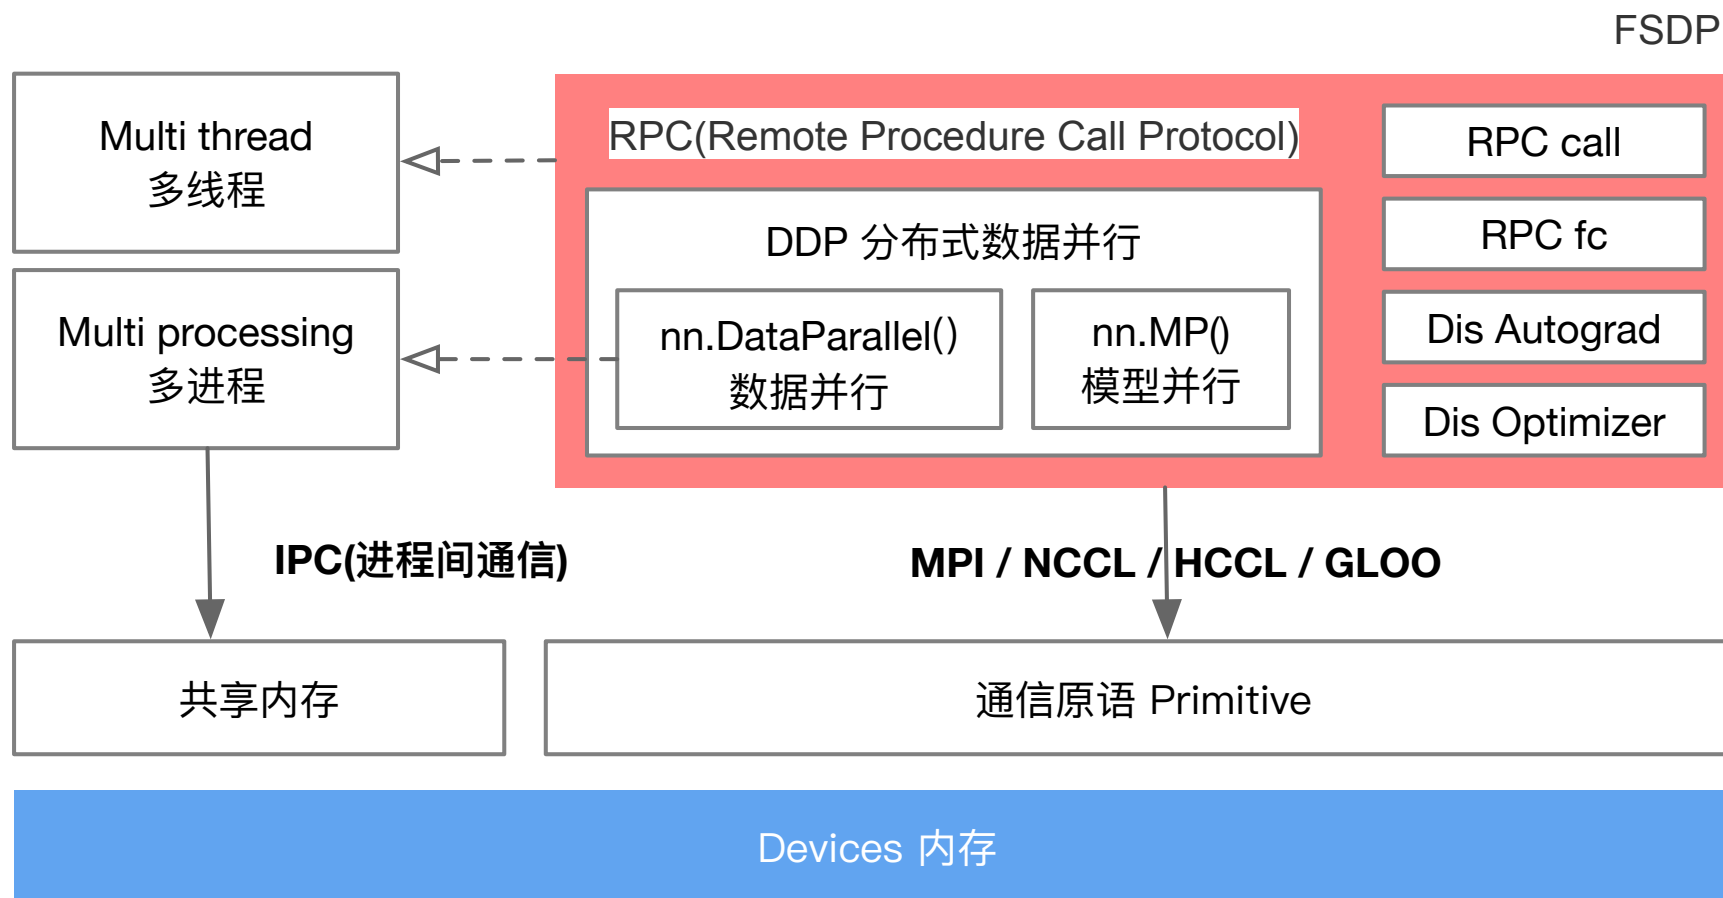 FSDP
Multi thread
多线程
RPC(Remote Procedure Call Protocol)
RPC call
RPC fc
Dis Autograd
Dis Optimizer
DDP 分布式数据并行
nn.DataParallel()
数据并行
nn.MP()
模型并行
Multi processing
多进程
IPC(进程间通信)
MPI / NCCL / HCCL / GLOO
共享内存
通信原语 Primitive
Devices 内存